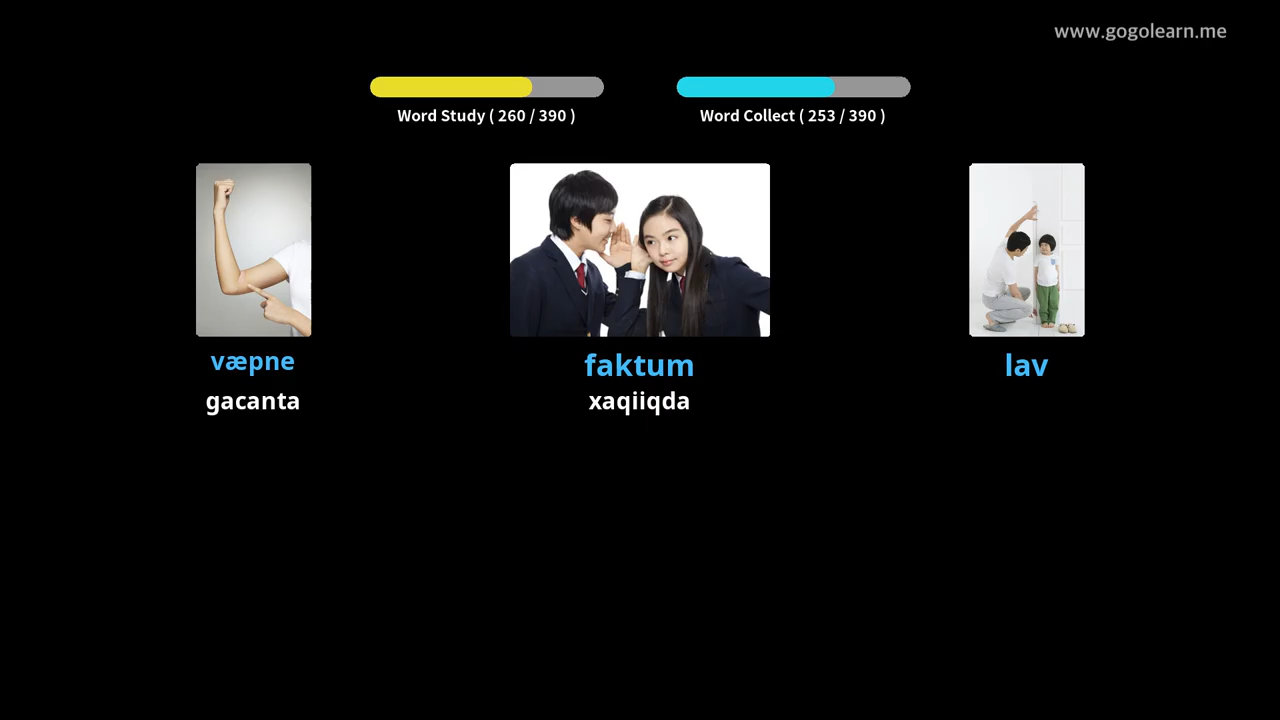 www.gogolearn.me
Word Study ( 260 / 390 )
Word Collect ( 253 / 390 )
væpne
faktum
lav
gacanta
xaqiiqda